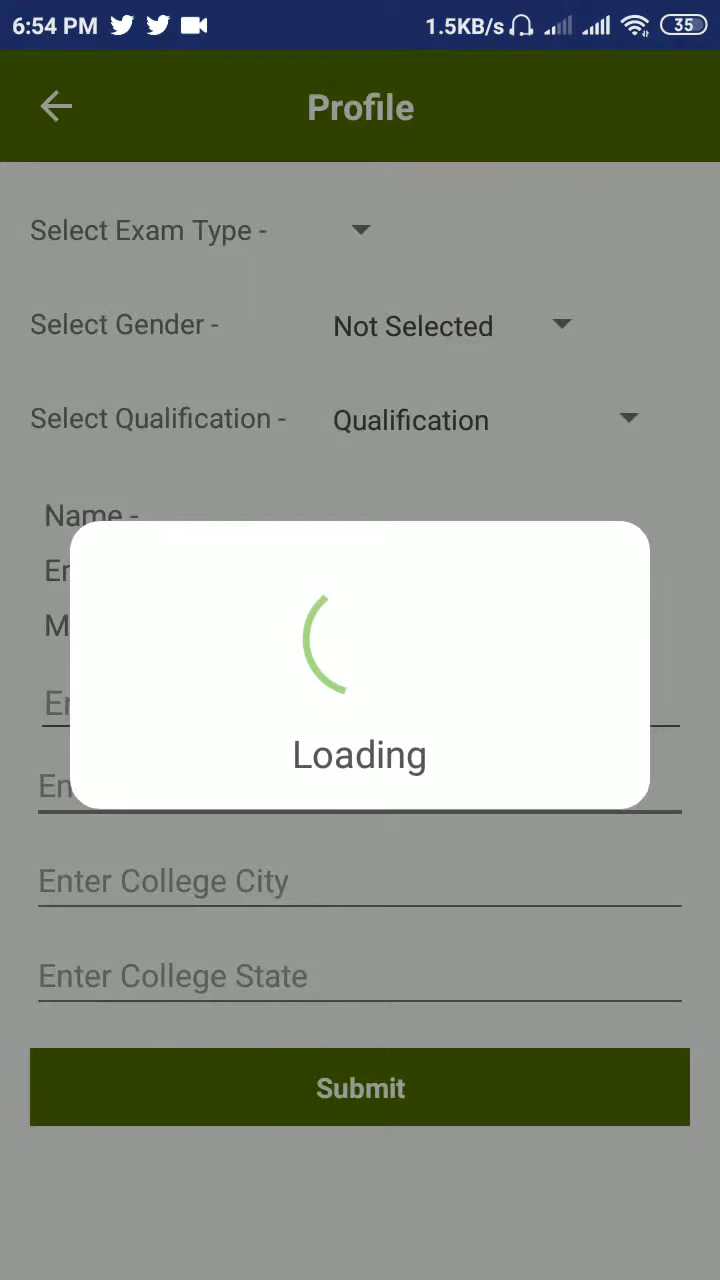 6:54 PM 1.5KB/s 35
Profile
Select Exam Type -
Select Gender - Not Selected
Select Qualification - Qualification
Name -
Loading
Enter College City
Enter College State
Submit